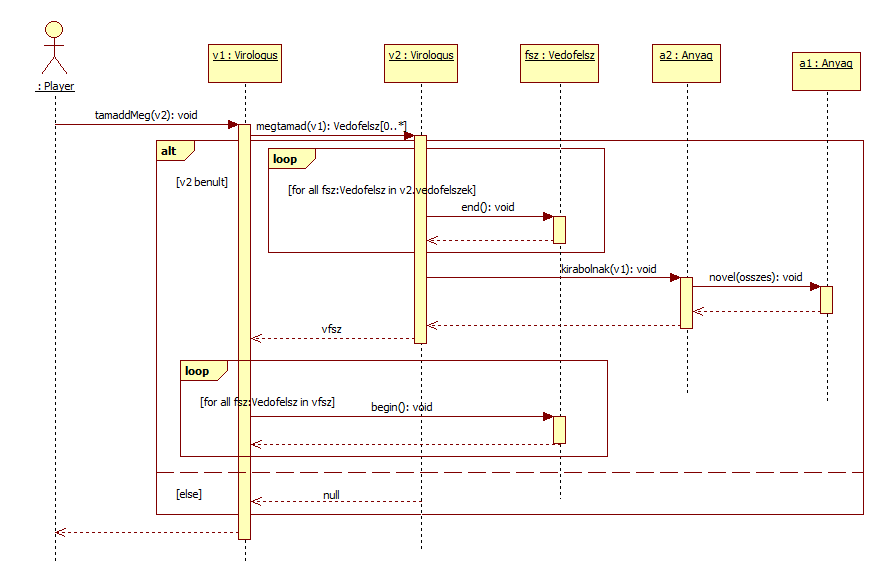 v1 : Virologus
v2 : Virologus
fsz : Vedofelsz
a2 : Anyag
a1 : Anyag
: Player
tamaddMeg(v2): void
megtamad(v1): Vedofelsz[0..*]
alt
loop
[v2 benult]
[for all fsz:Vedofelsz in v2.vedofelszek]
end(): void
kirabolnak(v1): void
novel(osszes): void
vfsz
loop
[for all fsz:Vedofelsz in vfsz]
begin(): void
[else]
null